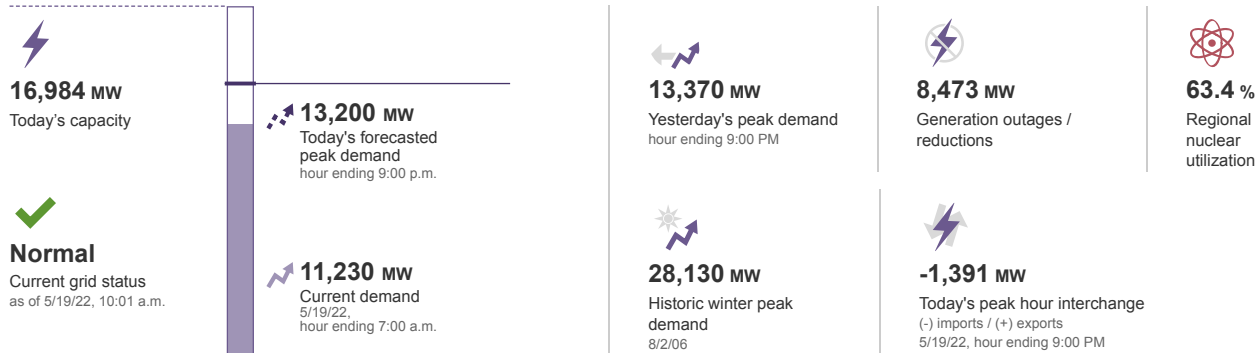 16,984 MW
Today's capacity
Normal
Current grid status
as of 5/19/22, 10:01 a.m.
13,200 MW
Today's forecasted
peak demand
hour ending 9:00 p.m.
11,230 MW
Current demand
5/19/22,
hour ending 7:00 a.m.
13,370 MW
Yesterday's peak demand
hour ending 9:00 PM
8,473 MW
Generation outages /
reductions
63.4 %
Regional
nuclear
utilization
28,130 MW
Historic winter peak
demand
8/2/06
-1,391 MW
Today's peak hour interchange
(-) imports / (+) exports
5/19/22, hour ending 9:00 PM